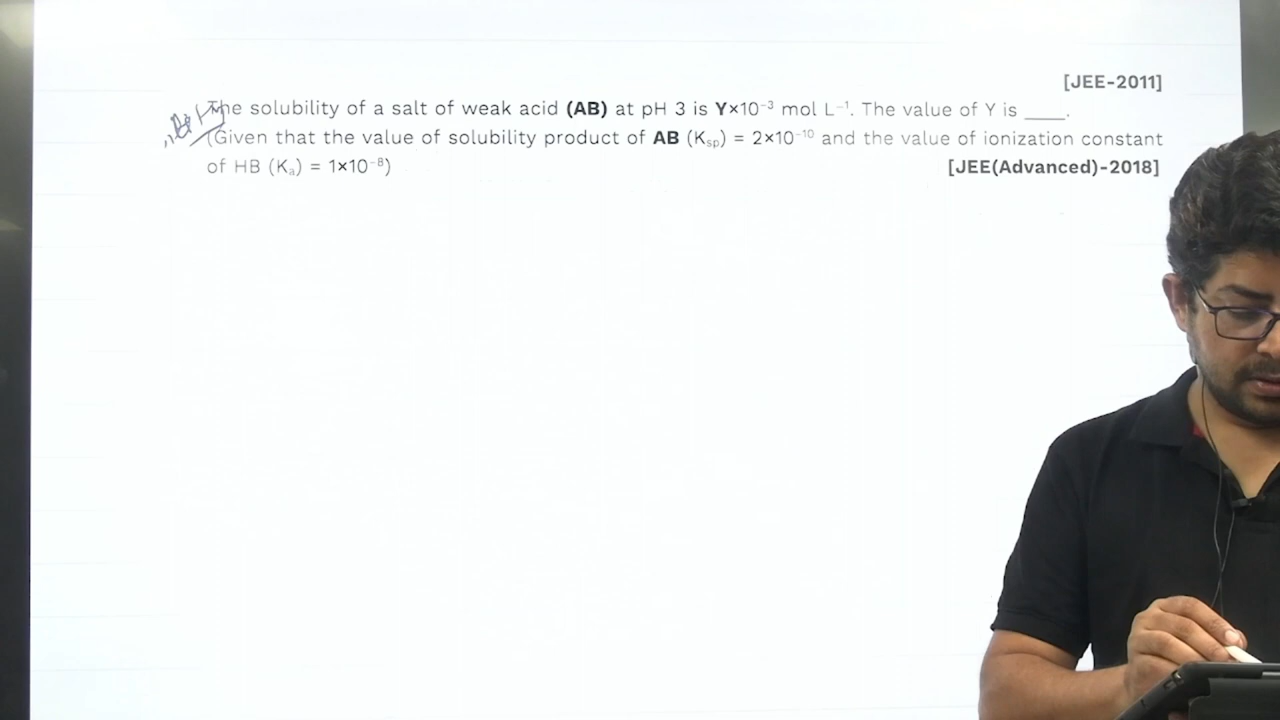 [JEE-2011]
The solubility of a salt of weak acid (AB) at pH 3 is Y×10⁻³ mol L⁻¹. The value of Y is ____.
(Given that the value of solubility product of AB (Kₛₚ) = 2×10⁻¹⁰ and the value of ionization constant
of HB (Kₐ) = 1×10⁻⁸)
[JEE(Advanced)-2018]